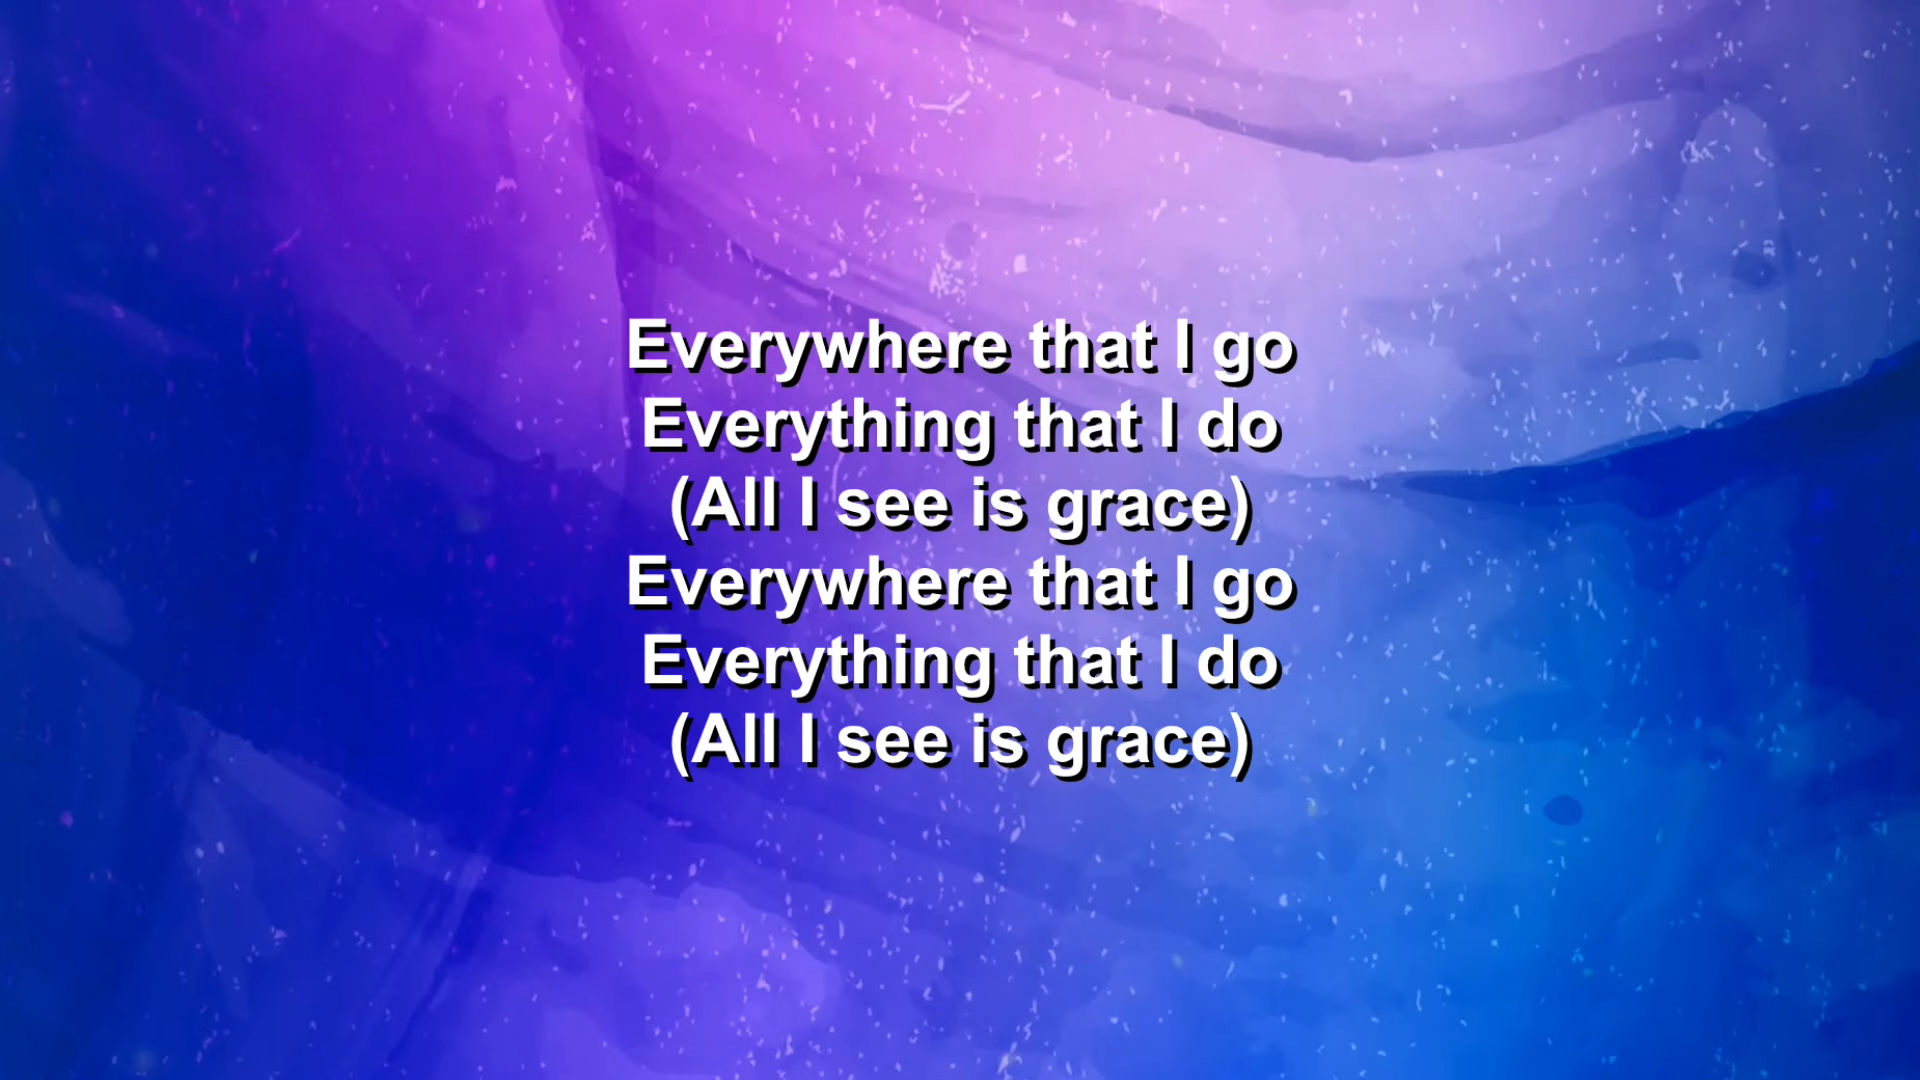 Everywhere that I go
Everything that I do
(All I see is grace)
Everywhere that I go
Everything that I do
(All I see is grace)